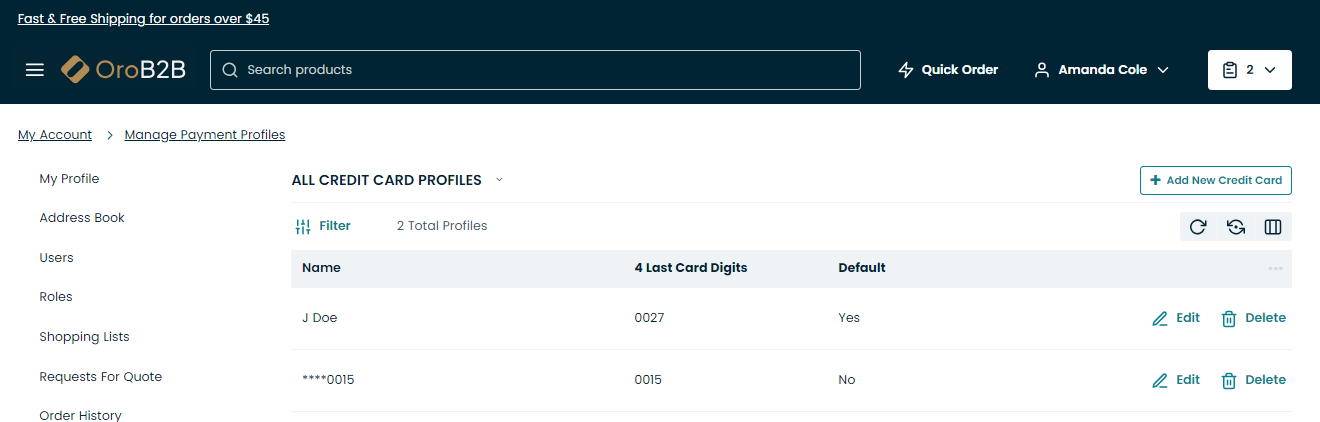 Fast & Free Shipping for orders over $45
OroB2B
Search products
Quick Order
Amanda Cole
2
My Account > Manage Payment Profiles
My Profile
Address Book
Users
Roles
Shopping Lists
Requests For Quote
Order History
ALL CREDIT CARD PROFILES
+ Add New Credit Card
Filter
2 Total Profiles
Name 4 Last Card Digits Default ...
J Doe 0027 Yes Edit Delete
****0015 0015 No Edit Delete